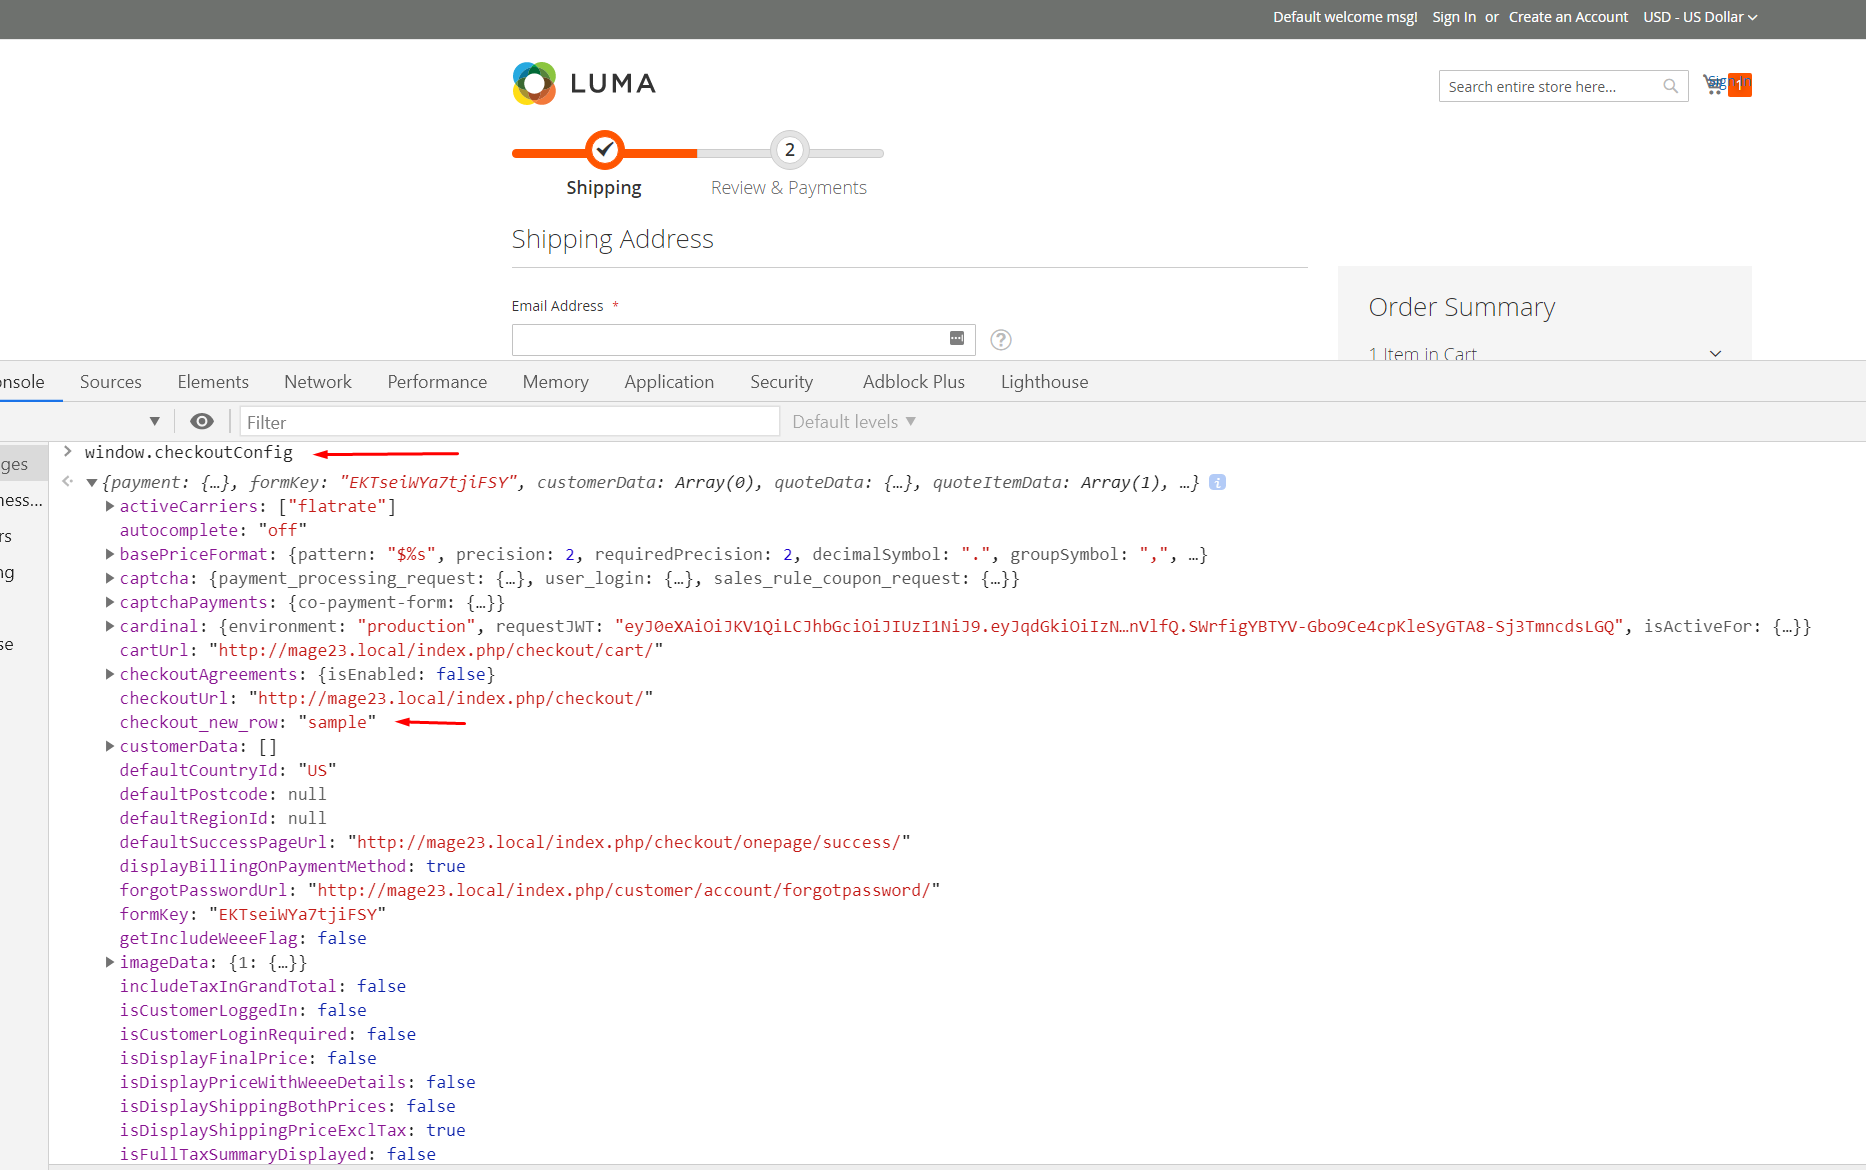 Default welcome msg! Sign In or Create an Account USD - US Dollar
LUMA
Search entire store here...
Sign In
1
2
Shipping
Review & Payments
Shipping Address
Email Address *
?
Order Summary
1 Item in Cart
onsole Sources Elements Network Performance Memory Application Security Adblock Plus Lighthouse
Filter
Default levels ▼
ges
ness...
rs
ng
se
> window.checkoutConfig
{payment: {…}, formKey: "EKTseiWYa7tjiFSY", customerData: Array(0), quoteData: {…}, quoteItemData: Array(1), …} i
activeCarriers: ["flatrate"]
autocomplete: "off"
basePriceFormat: {pattern: "$%s", precision: 2, requiredPrecision: 2, decimalSymbol: ".", groupSymbol: ",", …}
captcha: {payment_processing_request: {…}, user_login: {…}, sales_rule_coupon_request: {…}}
captchaPayments: {co-payment-form: {…}}
cardinal: {environment: "production", requestJWT: "eyJ0eXAiOiJKV1QiLCJhbGciOiJIUzI1NiJ9.eyJqdGkiOiIzN…nVlfQ.SWrfigYBTYV-Gbo9Ce4cpKleSyGTA8-Sj3TmncdsLGQ", isActiveFor: {…}}
cartUrl: "http://mage23.local/index.php/checkout/cart/"
checkoutAgreements: {isEnabled: false}
checkoutUrl: "http://mage23.local/index.php/checkout/"
checkout_new_row: "sample"
customerData: []
defaultCountryId: "US"
defaultPostcode: null
defaultRegionId: null
defaultSuccessPageUrl: "http://mage23.local/index.php/checkout/onepage/success/"
displayBillingOnPaymentMethod: true
forgotPasswordUrl: "http://mage23.local/index.php/customer/account/forgotpassword/"
formKey: "EKTseiWYa7tjiFSY"
getIncludeWeeeFlag: false
imageData: {1: {…}}
includeTaxInGrandTotal: false
isCustomerLoggedIn: false
isCustomerLoginRequired: false
isDisplayFinalPrice: false
isDisplayPriceWithWeeeDetails: false
isDisplayShippingBothPrices: false
isDisplayShippingPriceExclTax: true
isFullTaxSummaryDisplayed: false